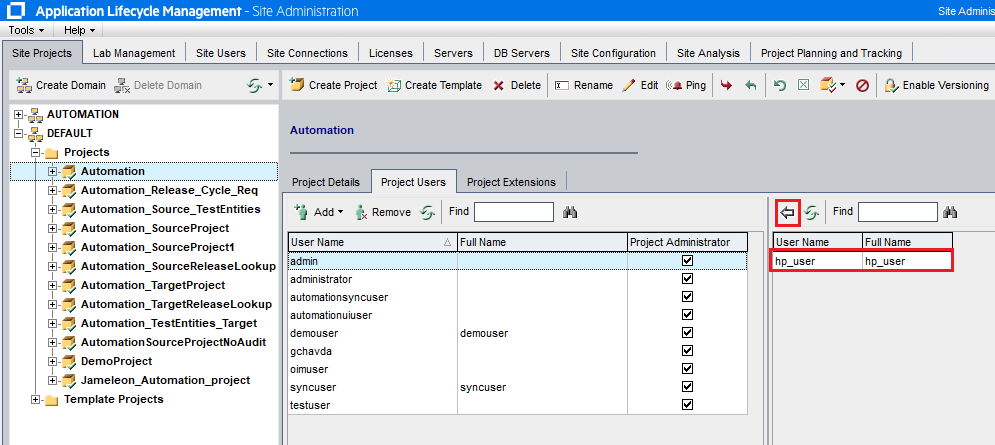 Application Lifecycle Management - Site Administration Site Adminis
Tools Help
Site Projects Lab Management Site Users Site Connections Licenses Servers DB Servers Site Configuration Site Analysis Project Planning and Tracking
Create Domain Delete Domain Create Project Create Template Delete Rename Edit Ping Enable Versioning
AUTOMATION
DEFAULT
Projects
Automation
Automation_Release_Cycle_Req
Automation_Source_TestEntities
Automation_SourceProject
Automation_SourceProject1
Automation_SourceReleaseLookup
Automation_TargetProject
Automation_TargetReleaseLookup
Automation_TestEntities_Target
AutomationSourceProjectNoAudit
DemoProject
Jameleon_Automation_project
Template Projects
Automation
Project Details Project Users Project Extensions
Add Remove Find
User Name Full Name Project Administrator
admin
administrator
automationsyncuser
automationuiuser
demouser demouser
gchavda
oimuser
syncuser syncuser
testuser
Find
User Name Full Name
hp_user hp_user